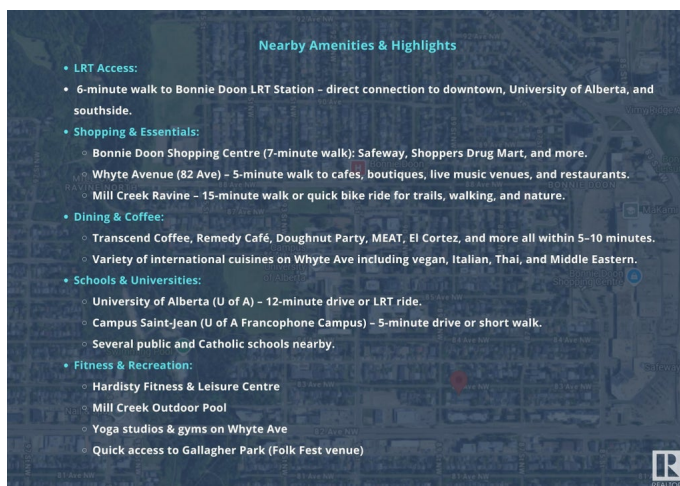 Nearby Amenities & Highlights
• LRT Access:
• 6-minute walk to Bonnie Doon LRT Station – direct connection to downtown, University of Alberta, and
southside.
• Shopping & Essentials:
○ Bonnie Doon Shopping Centre (7-minute walk): Safeway, Shoppers Drug Mart, and more.
○ Whyte Avenue (82 Ave) – 5-minute walk to cafes, boutiques, live music venues, and restaurants.
○ Mill Creek Ravine – 15-minute walk or quick bike ride for trails, walking, and nature.
• Dining & Coffee:
○ Transcend Coffee, Remedy Café, Doughnut Party, MEAT, El Cortez, and more all within 5–10 minutes.
○ Variety of international cuisines on Whyte Ave including vegan, Italian, Thai, and Middle Eastern.
• Schools & Universities:
○ University of Alberta (U of A) – 12-minute drive or LRT ride.
○ Campus Saint-Jean (U of A Francophone Campus) – 5-minute drive or short walk.
○ Several public and Catholic schools nearby.
• Fitness & Recreation:
○ Hardisty Fitness & Leisure Centre
○ Mill Creek Outdoor Pool
○ Yoga studios & gyms on Whyte Ave
○ Quick access to Gallagher Park (Folk Fest venue)
REALTOR